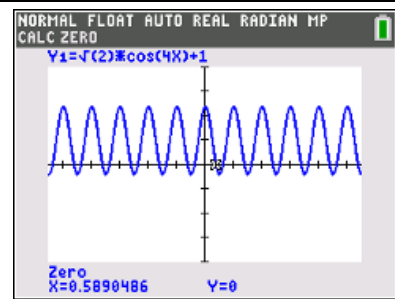 NORMAL FLOAT AUTO REAL RADIAN MP
CALC ZERO
Y1=√(2)*cos(4X)+1
Zero
X=0.5890486 Y=0